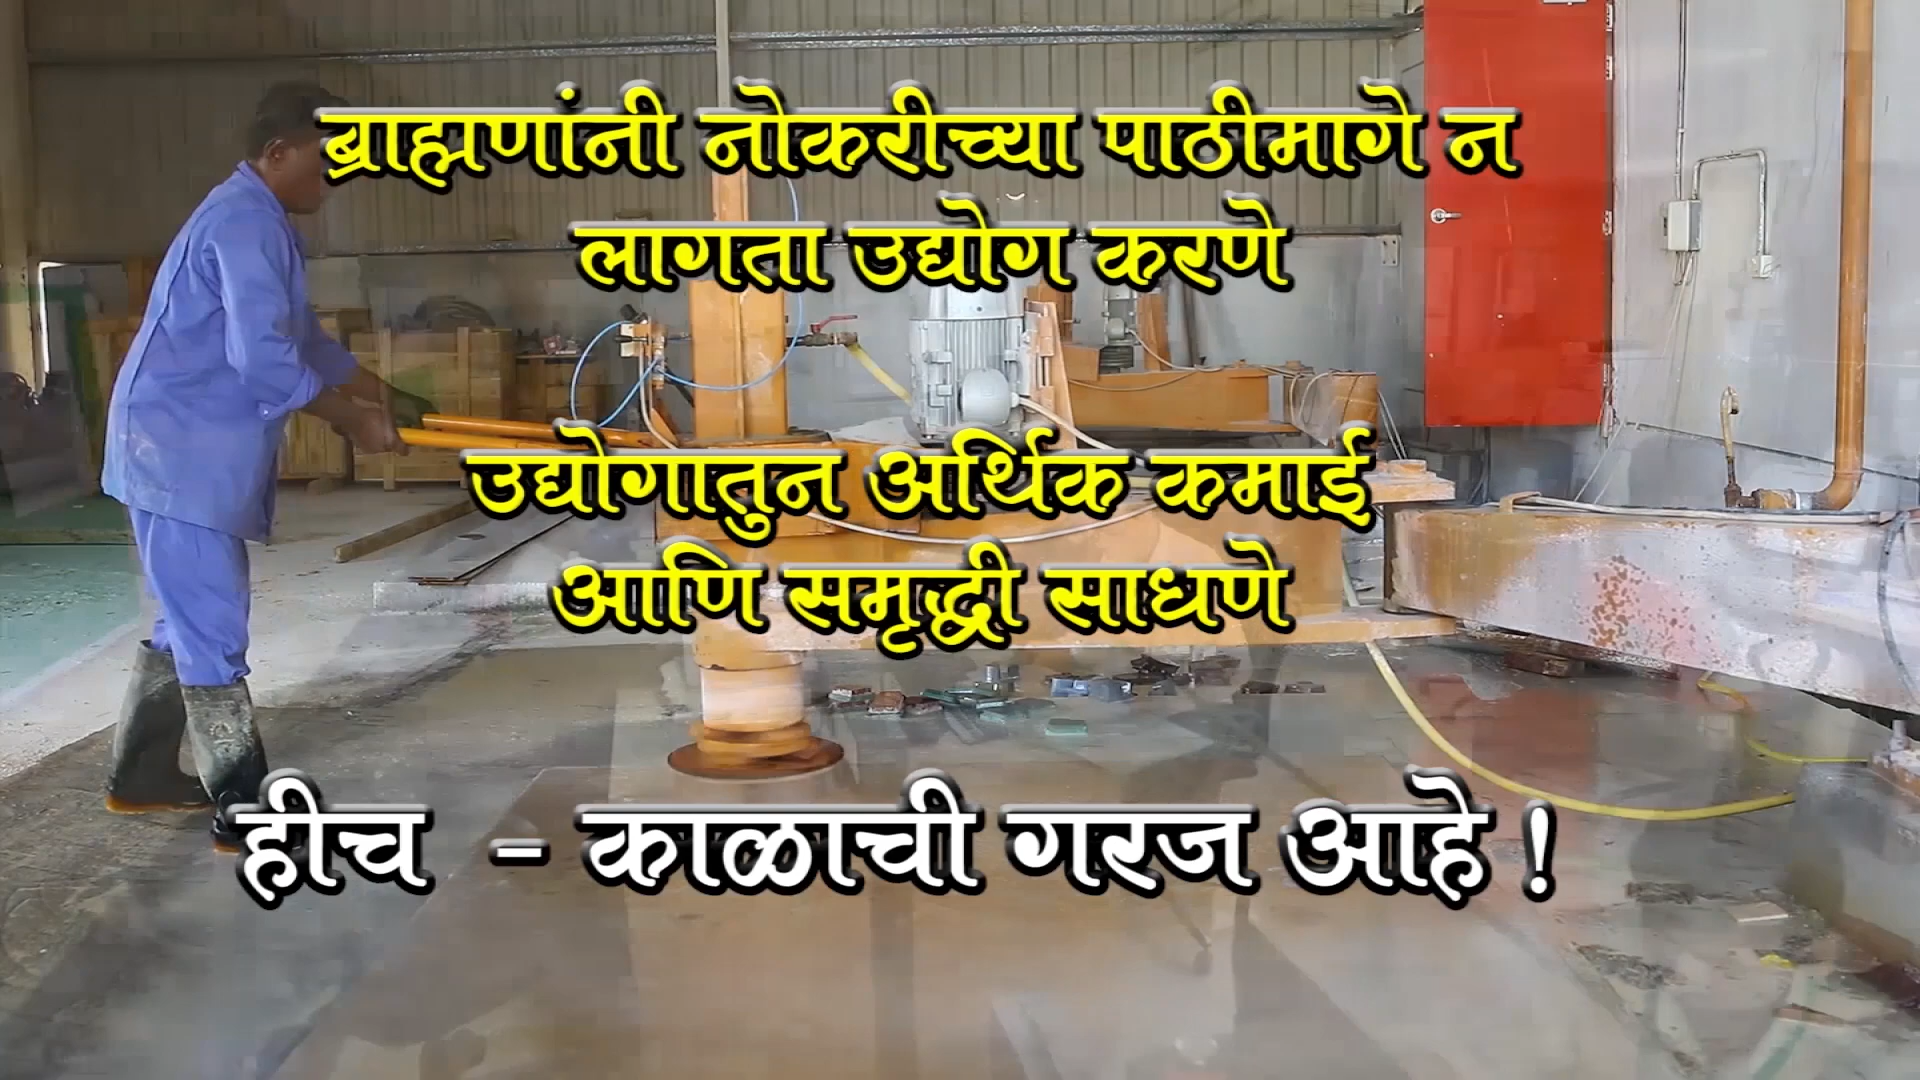 ब्राह्मणांनी नोकरीच्या पाठीमागे न
लागता उद्योग करणे
उद्योगातुन अर्थिक कमाई
आणि समृद्धी साधणे
हीच - काळाची गरज आहे !